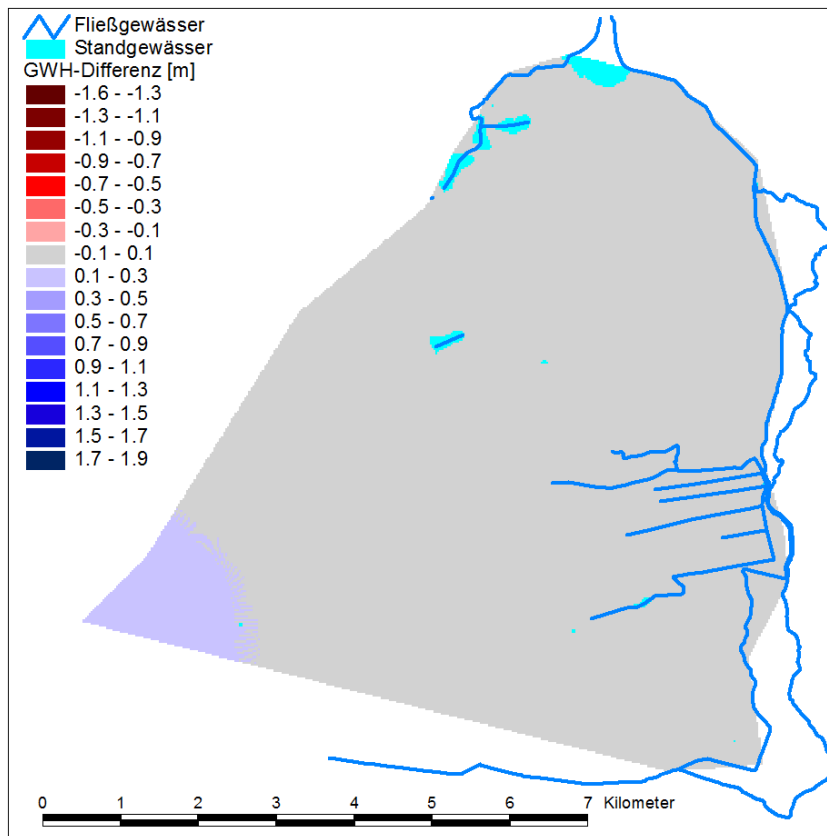 Fließgewässer
Standgewässer
GWH-Differenz [m]
-1.6 - -1.3
-1.3 - -1.1
-1.1 - -0.9
-0.9 - -0.7
-0.7 - -0.5
-0.5 - -0.3
-0.3 - -0.1
-0.1 - 0.1
0.1 - 0.3
0.3 - 0.5
0.5 - 0.7
0.7 - 0.9
0.9 - 1.1
1.1 - 1.3
1.3 - 1.5
1.5 - 1.7
1.7 - 1.9
0 1 2 3 4 5 6 7 Kilometer